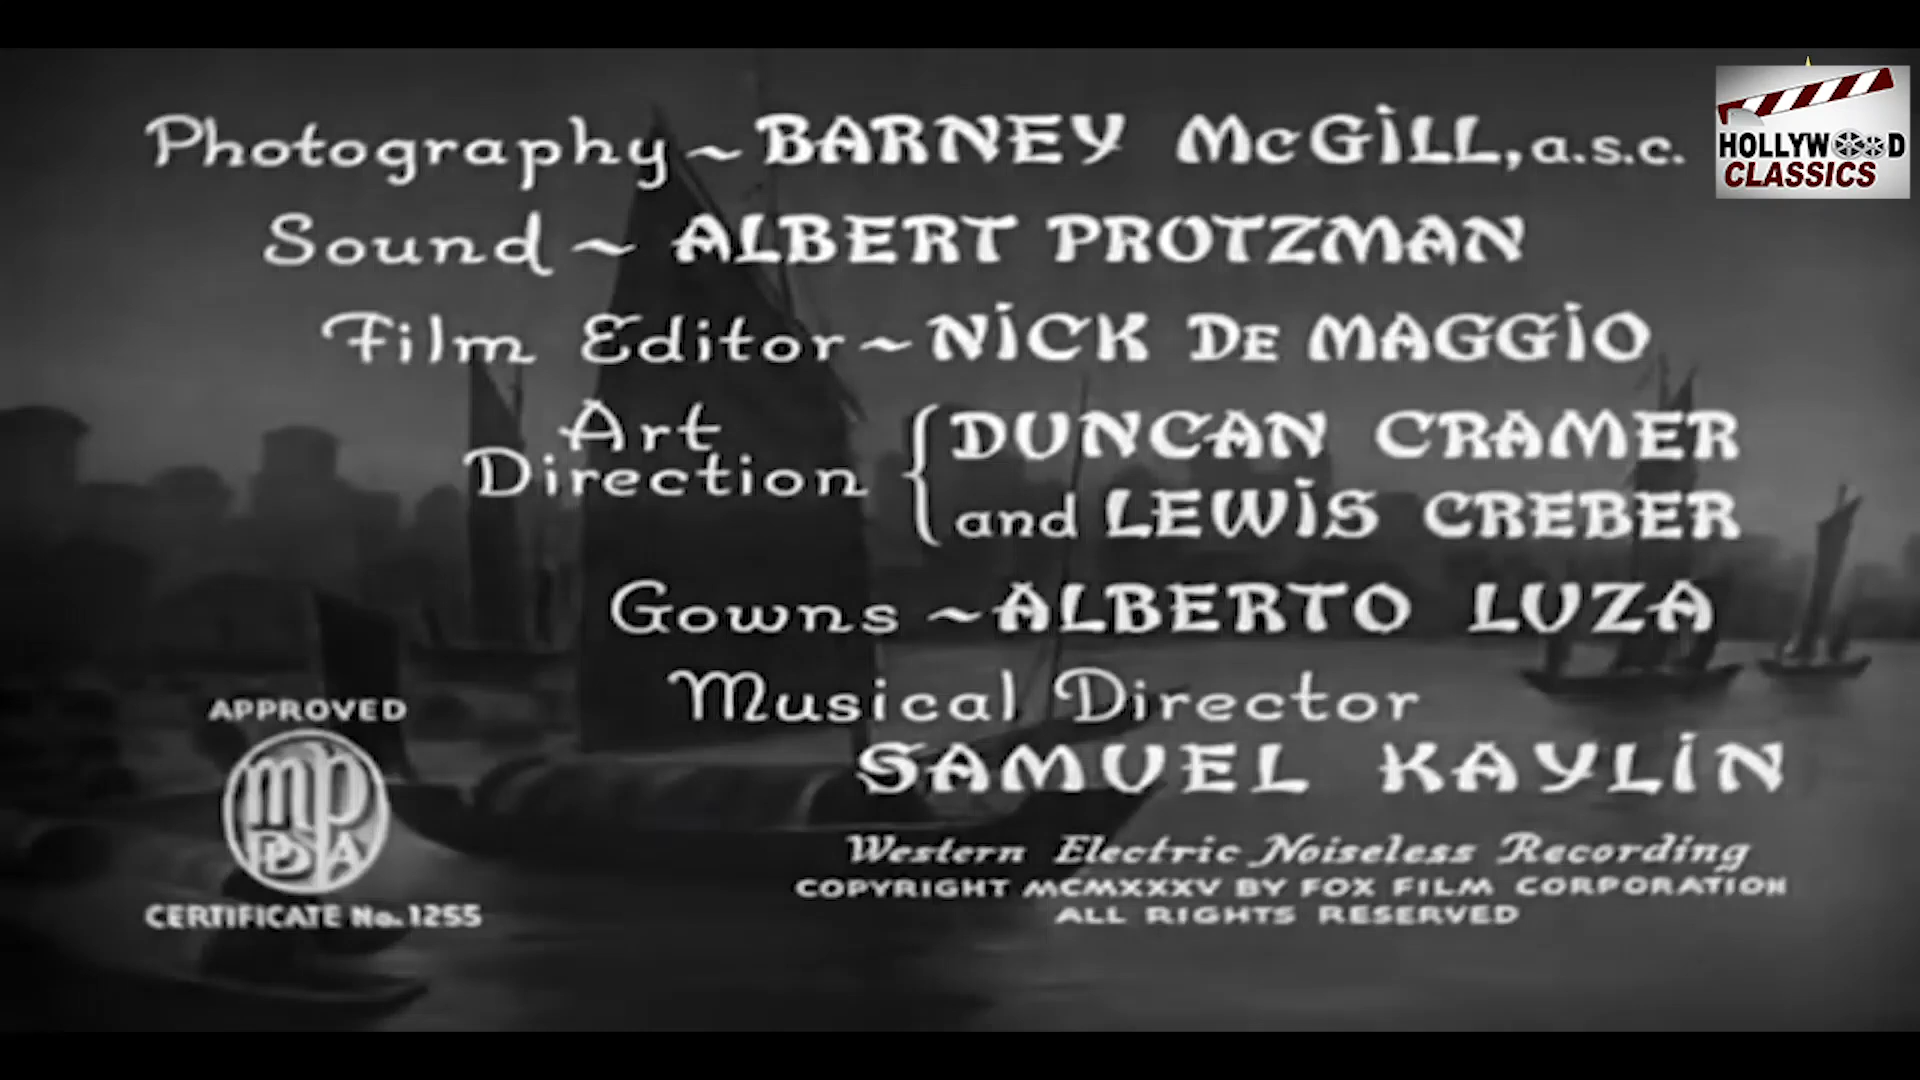 Photography ~ BARNEY McGILL, a.s.c.
Sound ~ ALBERT PROTZMAN
Film Editor ~ NICK DE MAGGIO
Art Direction { DUNCAN CRAMER
and LEWIS CREBER
Gowns ~ ALBERTO LUZA
Musical Director
SAMUEL KAYLIN
Western Electric Noiseless Recording
COPYRIGHT MCMXXXV BY FOX FILM CORPORATION
ALL RIGHTS RESERVED
APPROVED
MPPDA
CERTIFICATE No. 1255
HOLLYWOOD
CLASSICS